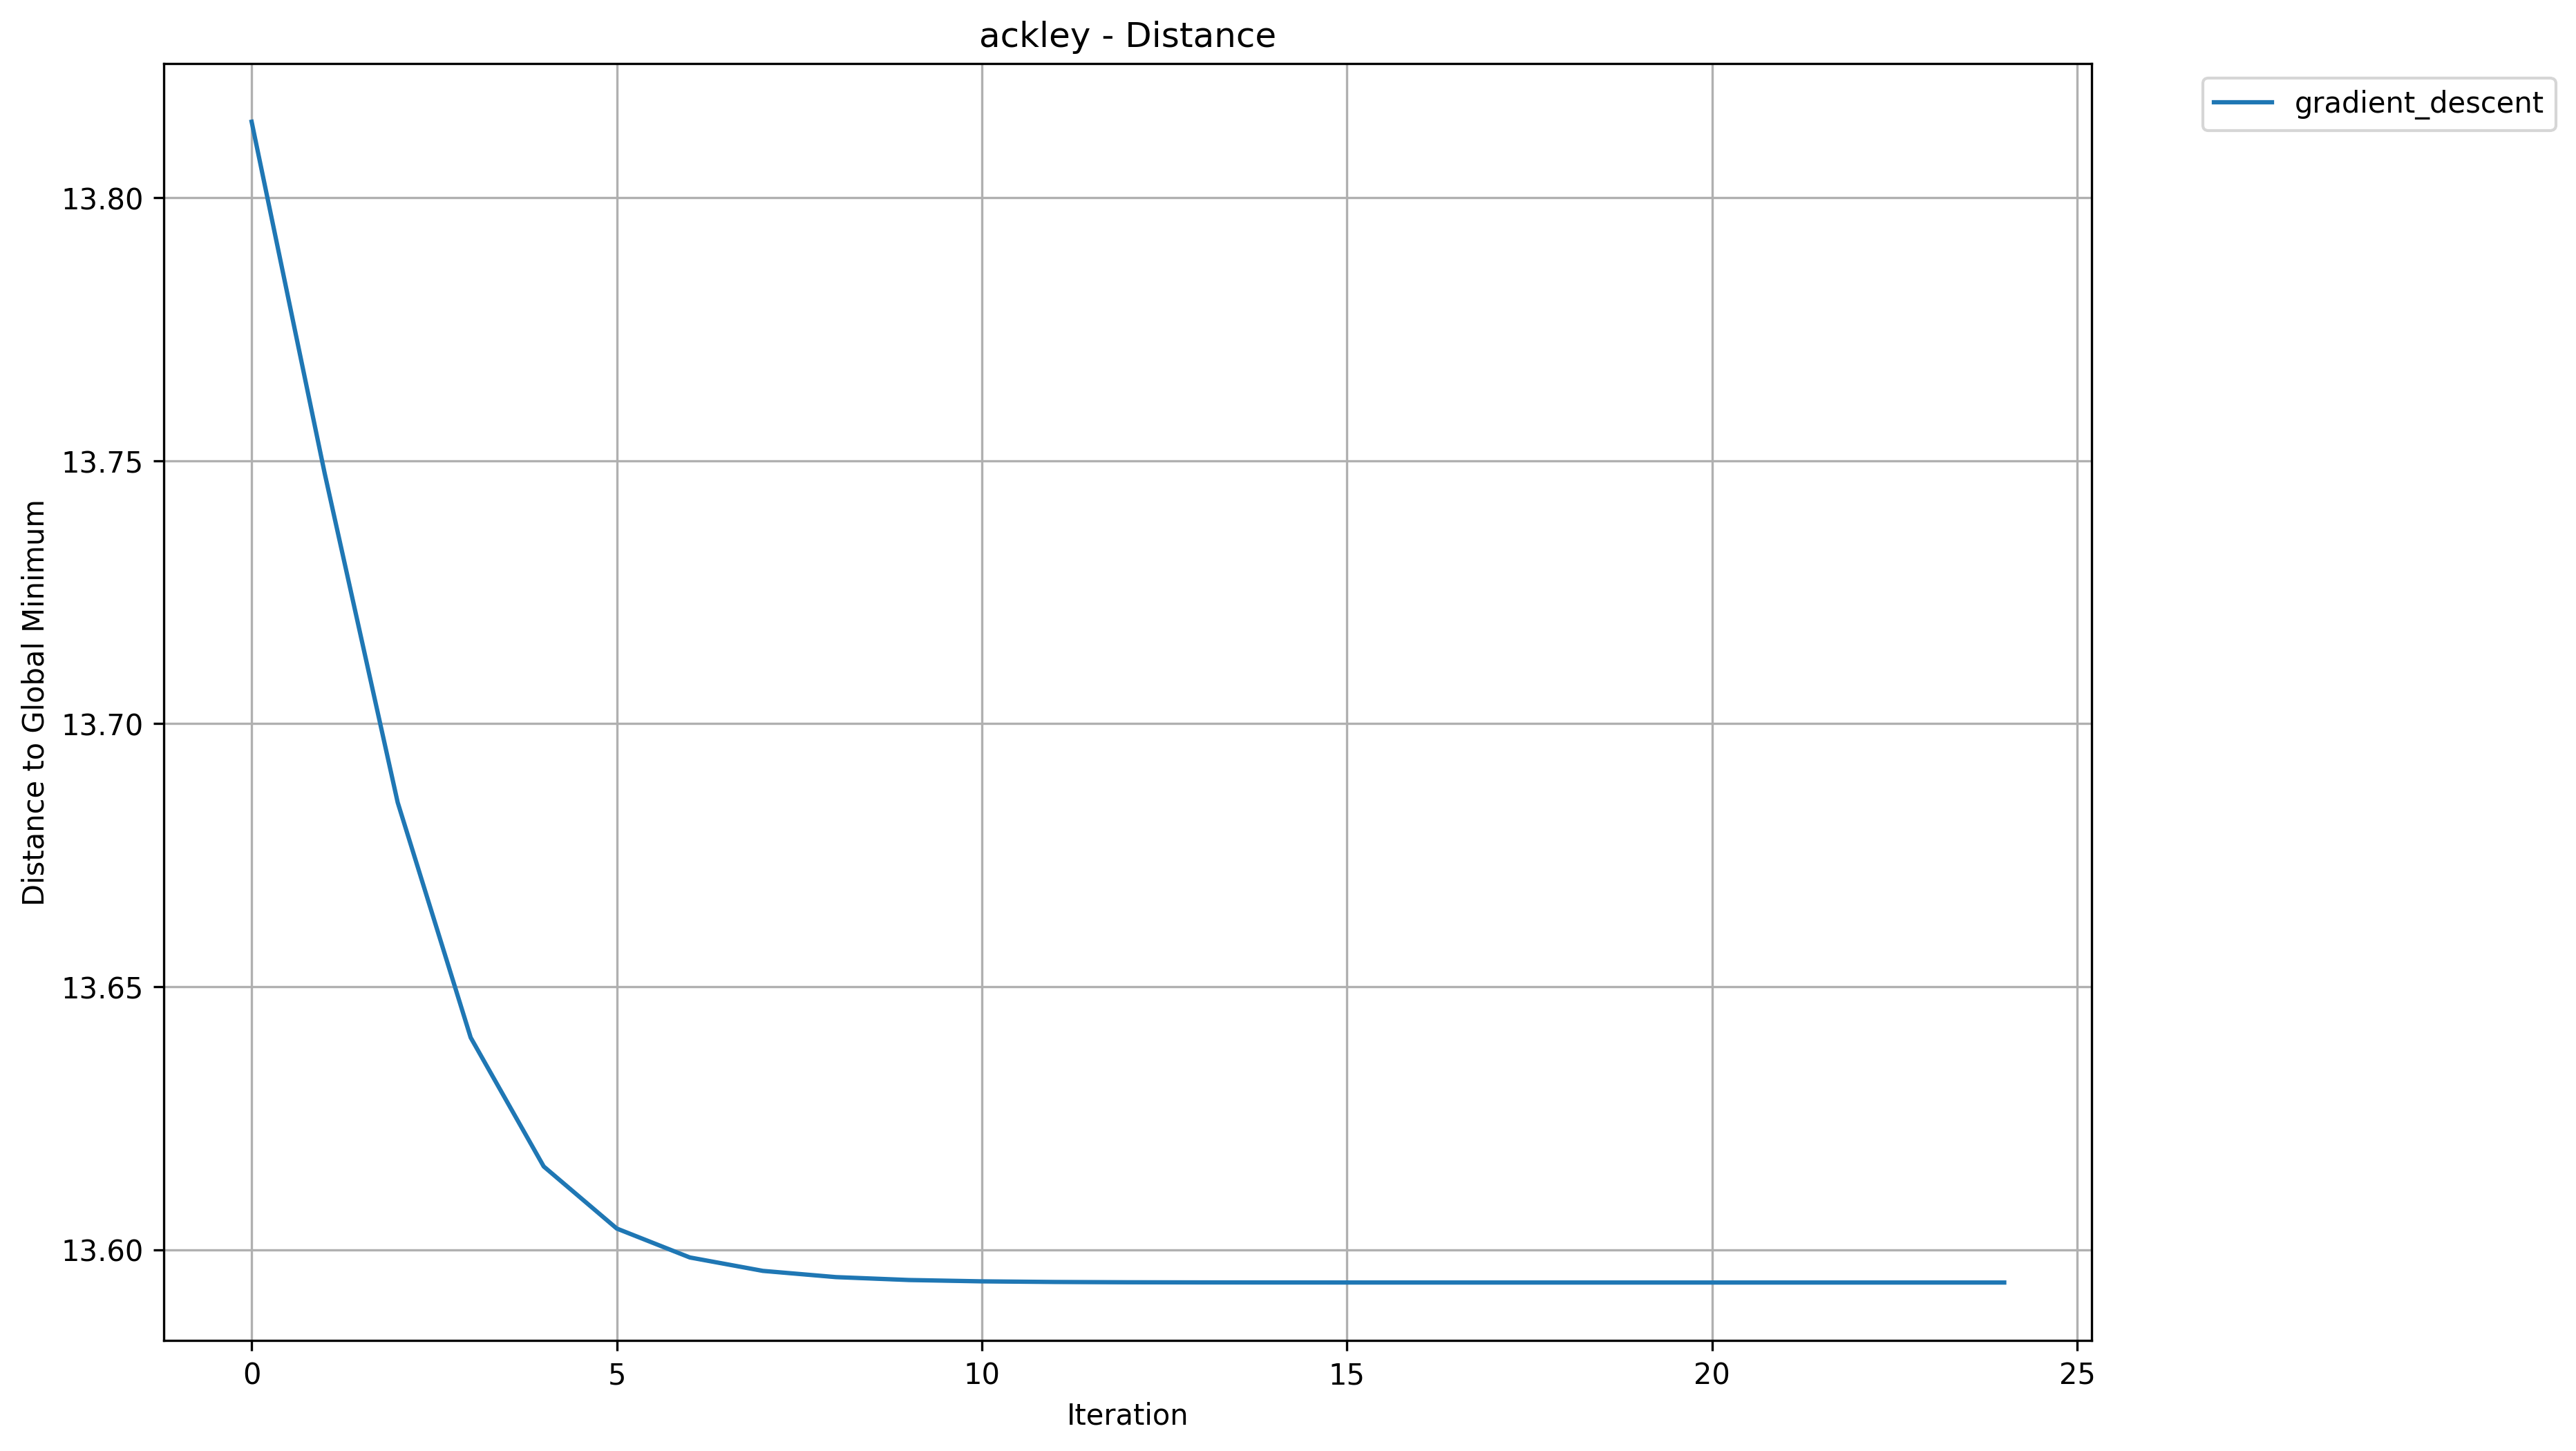 ackley - Distance
gradient_descent
Distance to Global Minimum
13.80
13.75
13.70
13.65
13.60
0 5 10 15 20 25
Iteration